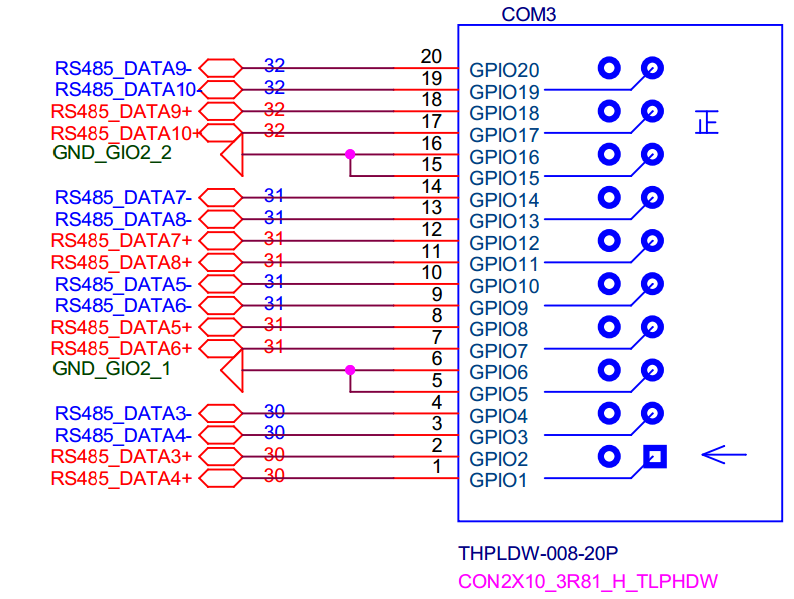 COM3
RS485_DATA9- 32 20 GPIO20
RS485_DATA10- 32 19 GPIO19
RS485_DATA9+ 32 18 GPIO18
RS485_DATA10+ 32 17 GPIO17
正
GND_GIO2_2 16 GPIO16
15 GPIO15
RS485_DATA7- 31 14 GPIO14
RS485_DATA8- 31 13 GPIO13
RS485_DATA7+ 31 12 GPIO12
RS485_DATA8+ 31 11 GPIO11
RS485_DATA5- 31 10 GPIO10
RS485_DATA6- 31 9 GPIO9
RS485_DATA5+ 31 8 GPIO8
RS485_DATA6+ 31 7 GPIO7
GND_GIO2_1 6 GPIO6
5 GPIO5
RS485_DATA3- 30 4 GPIO4
RS485_DATA4- 30 3 GPIO3
RS485_DATA3+ 30 2 GPIO2
RS485_DATA4+ 30 1 GPIO1
THPLDW-008-20P
CON2X10_3R81_H_TLPHDW